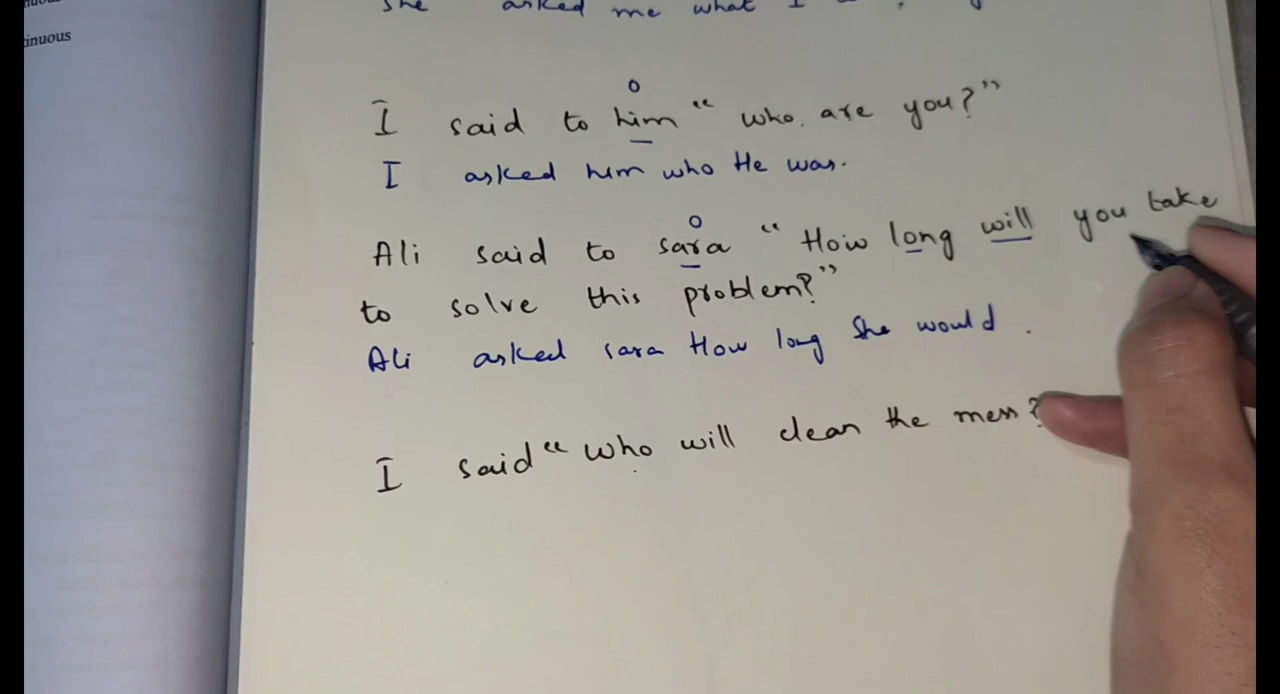 inuous
She asked me what I
I said to him " who are you?"
I asked him who He was.
Ali said to sara " How long will you take
to solve this problem?"
Ali asked sara How long She would .
I said " who will clean the mess?